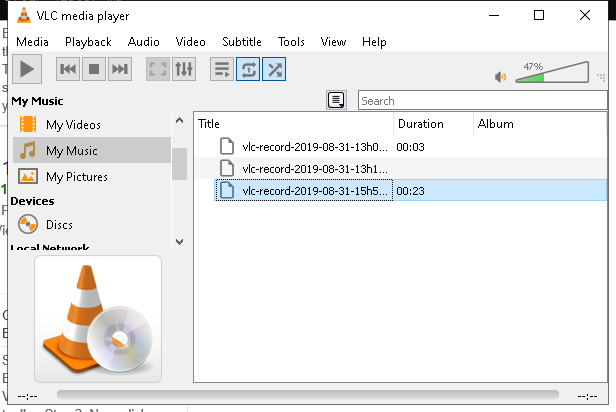 VLC media player
Media Playback Audio Video Subtitle Tools View Help
47%
My Music
Search
My Videos
My Music
My Pictures
Devices
Discs
Local Network
Title Duration Album
vlc-record-2019-08-31-13h0... 00:03
vlc-record-2019-08-31-13h1...
vlc-record-2019-08-31-15h5... 00:23
--:-- --:--